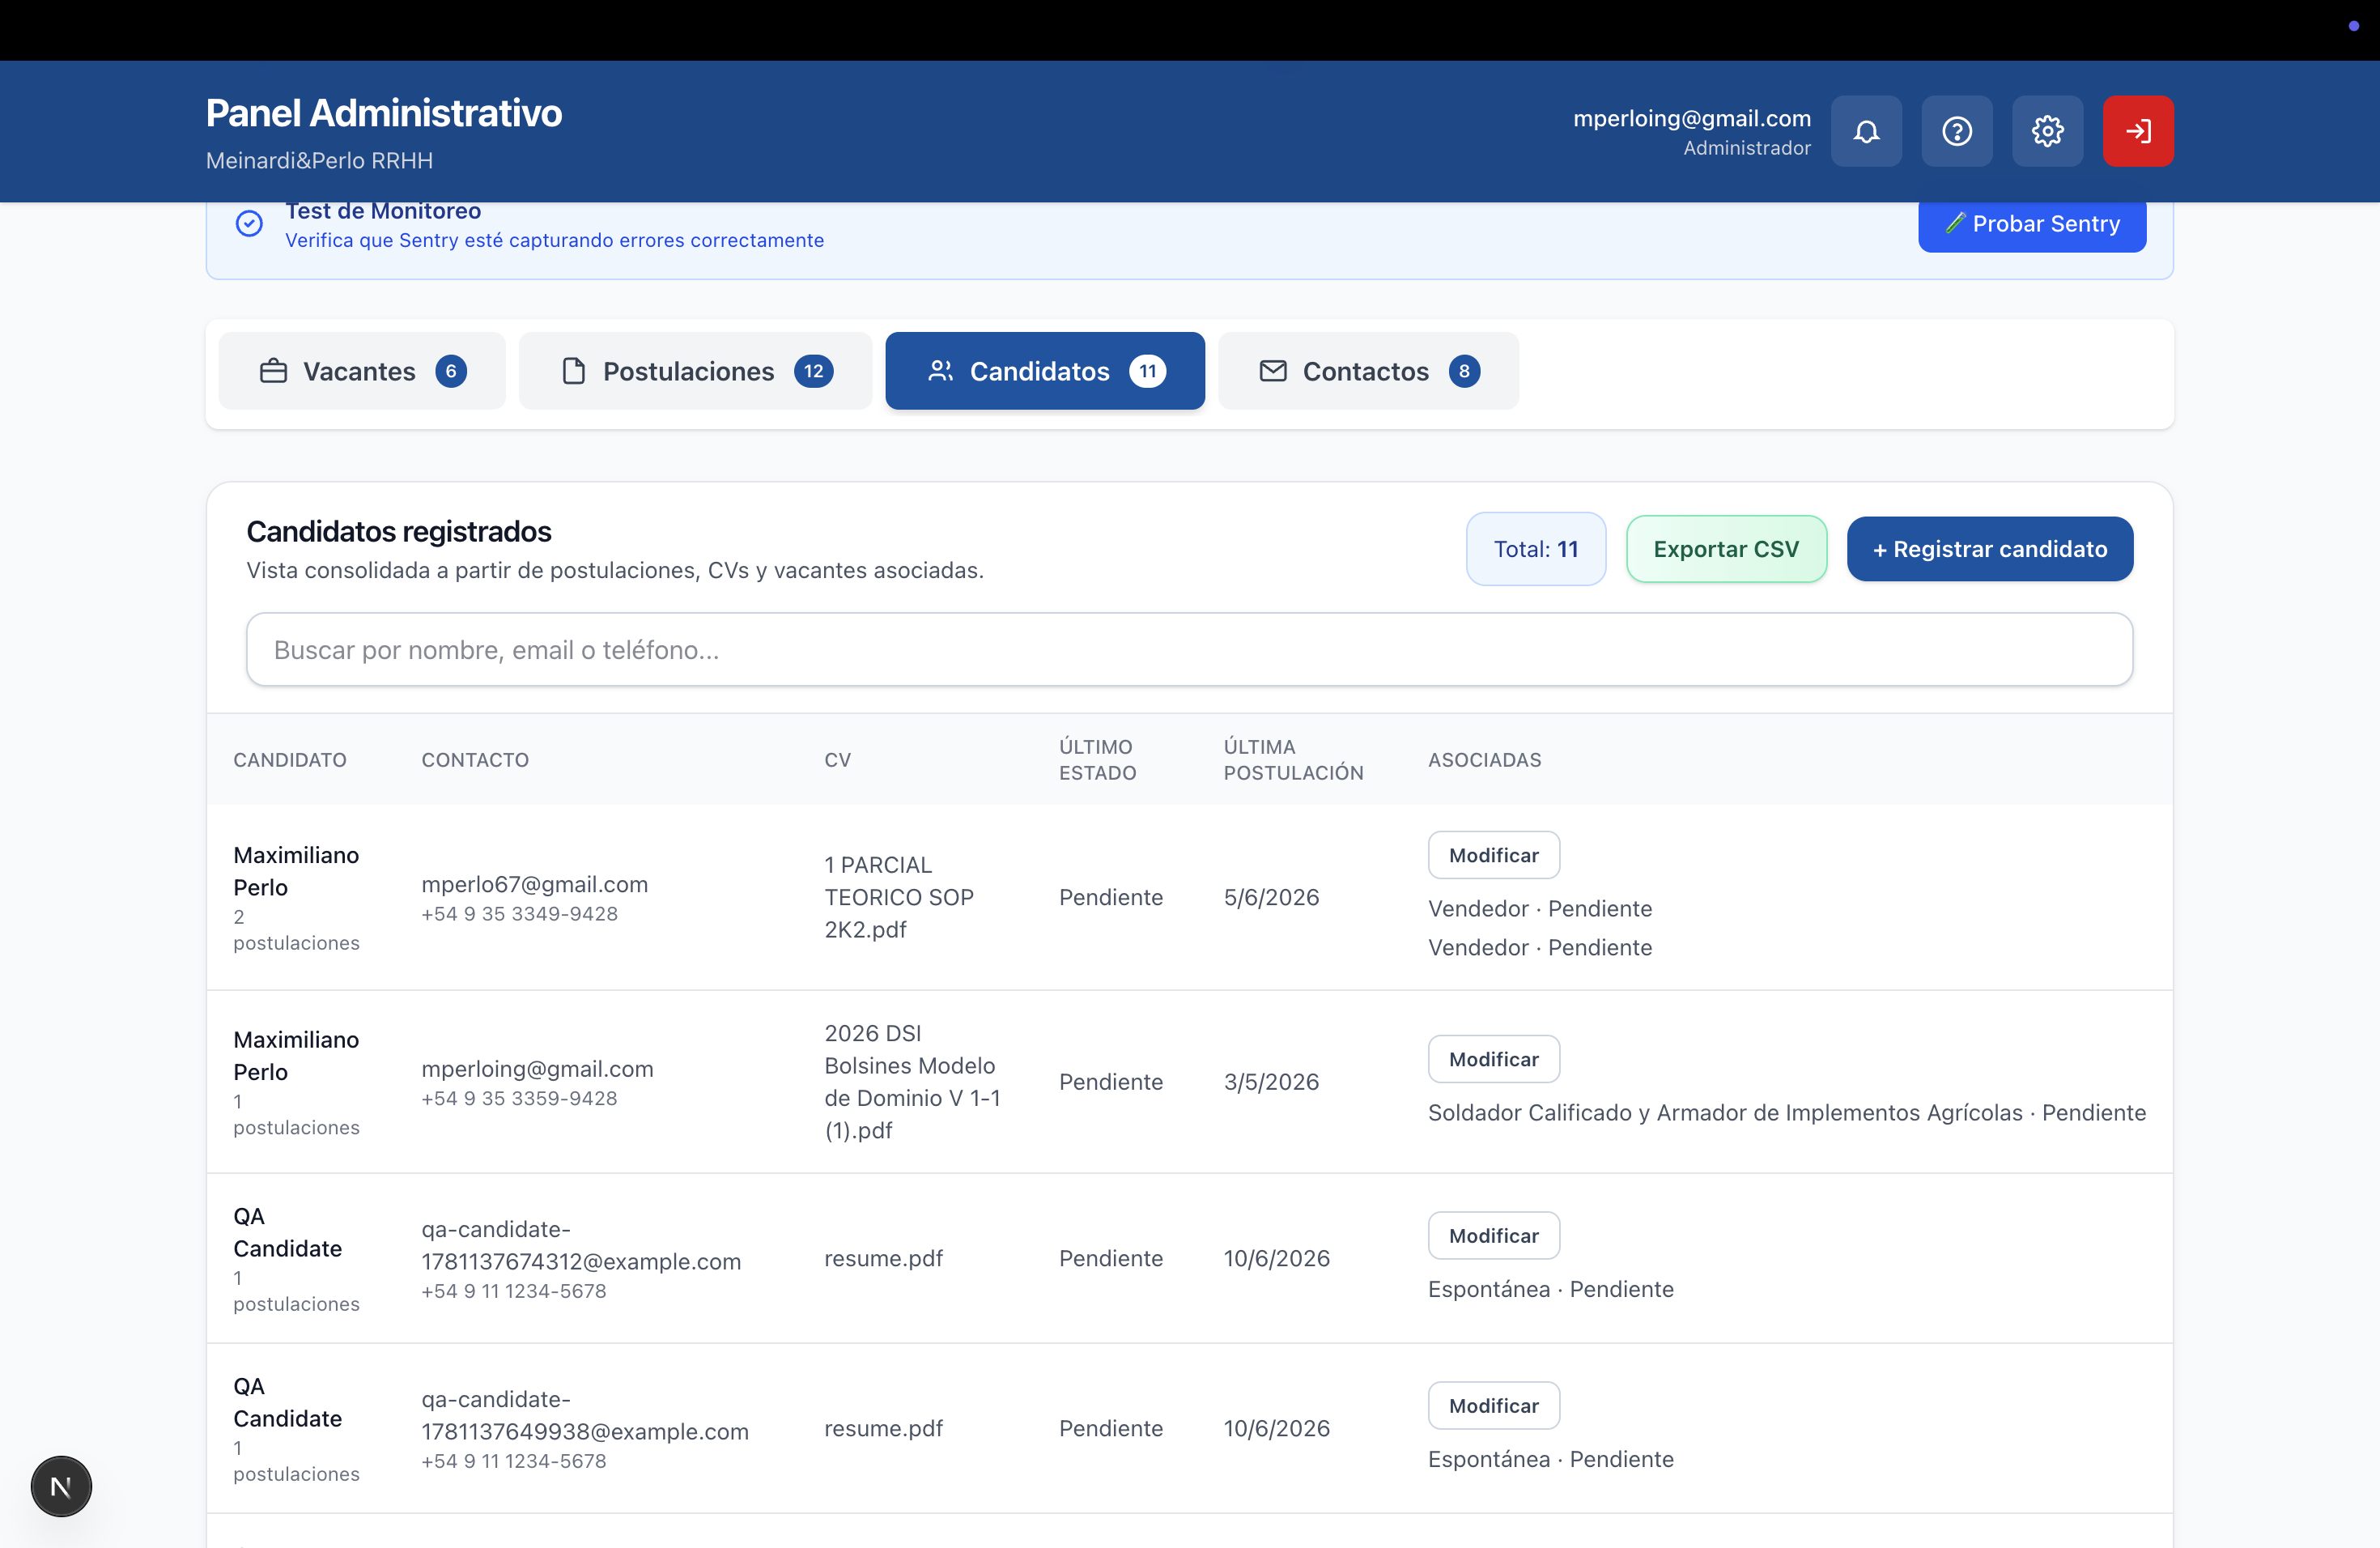 Panel Administrativo
Meinardi&Perlo RRHH
mperloing@gmail.com
Administrador
Test de Monitoreo
Verifica que Sentry esté capturando errores correctamente
Probar Sentry
Vacantes 6
Postulaciones 12
Candidatos 11
Contactos 8
Candidatos registrados
Vista consolidada a partir de postulaciones, CVs y vacantes asociadas.
Total: 11
Exportar CSV
+ Registrar candidato
Buscar por nombre, email o teléfono...
CANDIDATO
CONTACTO
CV
ÚLTIMO
ESTADO
ÚLTIMA
POSTULACIÓN
ASOCIADAS
Maximiliano
Perlo
2
postulaciones
mperlo67@gmail.com
+54 9 35 3349-9428
1 PARCIAL
TEORICO SOP
2K2.pdf
Pendiente
5/6/2026
Modificar
Vendedor · Pendiente
Vendedor · Pendiente
Maximiliano
Perlo
1
postulaciones
mperloing@gmail.com
+54 9 35 3359-9428
2026 DSI
Bolsines Modelo
de Dominio V 1-1
(1).pdf
Pendiente
3/5/2026
Modificar
Soldador Calificado y Armador de Implementos Agrícolas · Pendiente
QA
Candidate
1
postulaciones
qa-candidate-
1781137674312@example.com
+54 9 11 1234-5678
resume.pdf
Pendiente
10/6/2026
Modificar
Espontánea · Pendiente
QA
Candidate
1
postulaciones
qa-candidate-
1781137649938@example.com
+54 9 11 1234-5678
resume.pdf
Pendiente
10/6/2026
Modificar
Espontánea · Pendiente
N